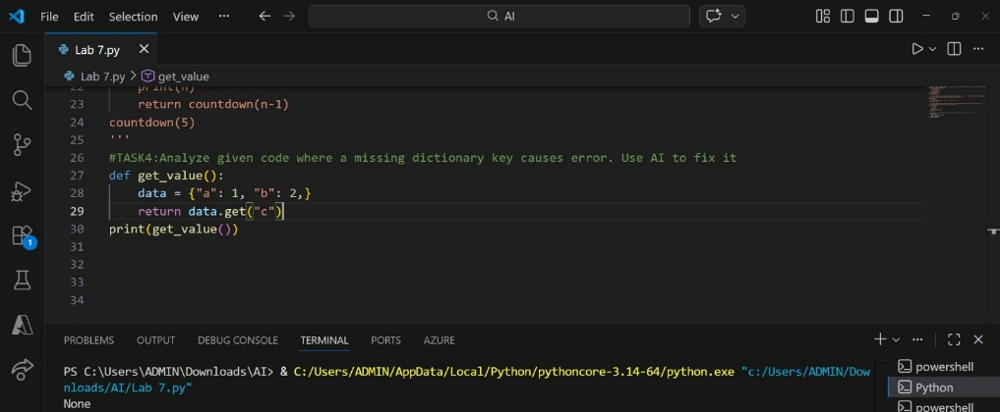 File Edit Selection View ··· AI
Lab 7.py
Lab 7.py > get_value
22 print(n)
23 return countdown(n-1)
24 countdown(5)
25 '''
26 #TASK4:Analyze given code where a missing dictionary key causes error. Use AI to fix it
27 def get_value():
28 data = {"a": 1, "b": 2,}
29 return data.get("c")
30 print(get_value())
31
32
33
34
1
PROBLEMS OUTPUT DEBUG CONSOLE TERMINAL PORTS AZURE
PS C:\Users\ADMIN\Downloads\AI> & C:/Users/ADMIN/AppData/Local/Python/pythoncore-3.14-64/python.exe "c:/Users/ADMIN/Dow
nloads/AI/Lab 7.py"
None
powershell
Python
powershell